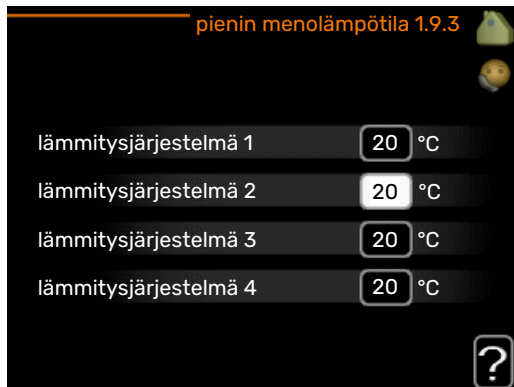 pienin menolämpötila 1.9.3
lämmitysjärjestelmä 1 20 °C
lämmitysjärjestelmä 2 20 °C
lämmitysjärjestelmä 3 20 °C
lämmitysjärjestelmä 4 20 °C
?